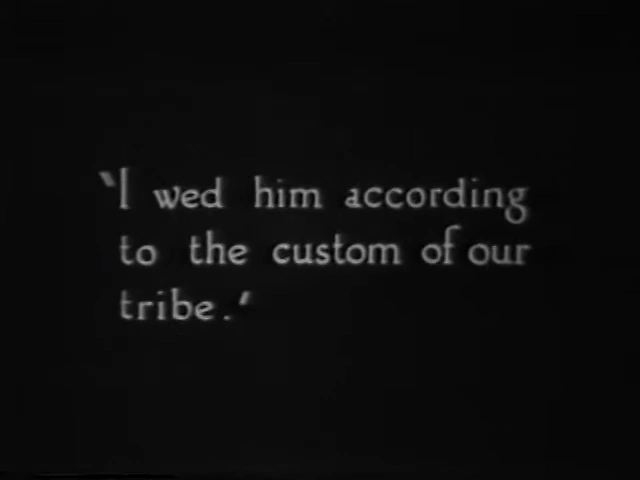 "I wed him according
to the custom of our
tribe."